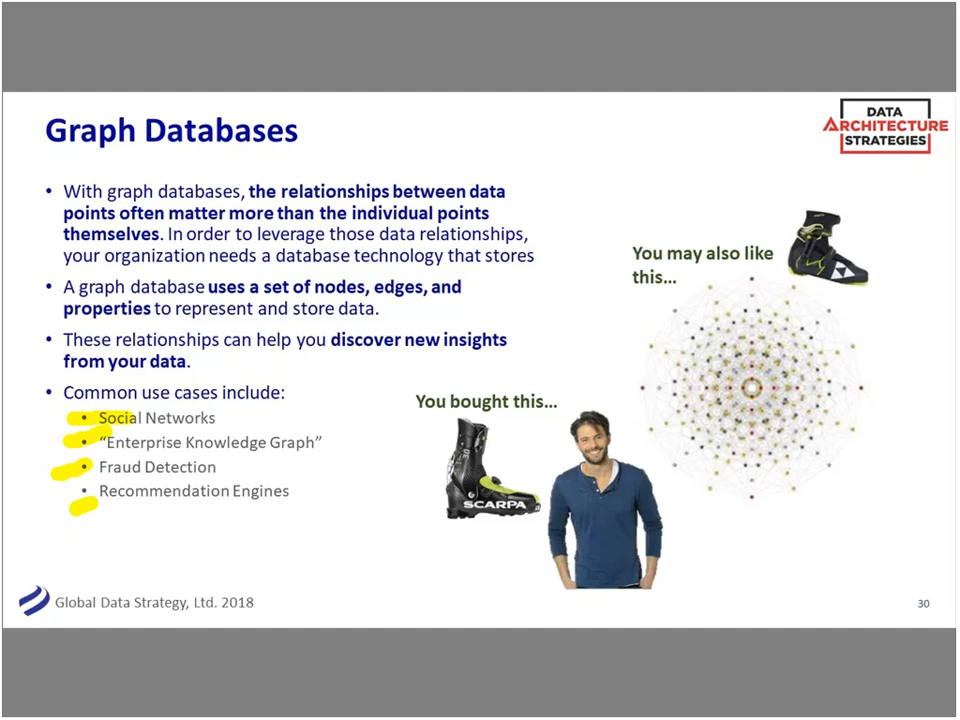 Graph Databases
DATA
ARCHITECTURE
STRATEGIES
• With graph databases, the relationships between data
points often matter more than the individual points
themselves. In order to leverage those data relationships,
your organization needs a database technology that stores
• A graph database uses a set of nodes, edges, and
properties to represent and store data.
• These relationships can help you discover new insights
from your data.
• Common use cases include:
• Social Networks
• “Enterprise Knowledge Graph”
• Fraud Detection
• Recommendation Engines
You may also like
this…
You bought this…
SCARPA
Global Data Strategy, Ltd. 2018
30